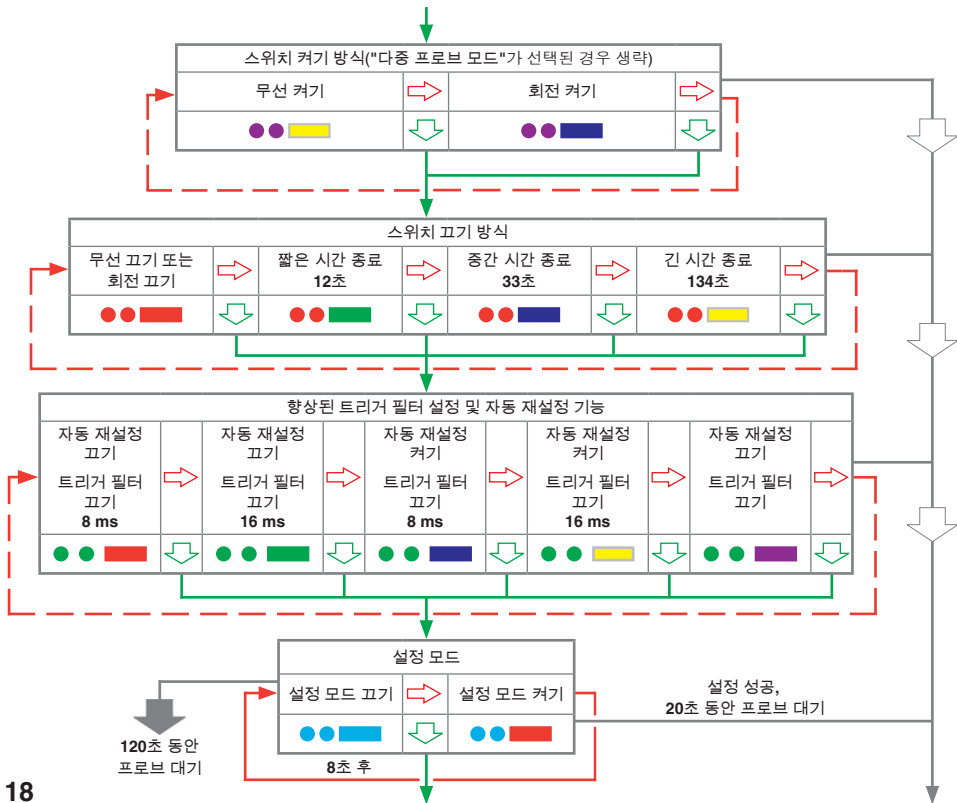 스위치 켜기 방식("다중 프로브 모드"가 선택된 경우 생략)
무선 켜기
회전 켜기
스위치 끄기 방식
무선 끄기 또는
회전 끄기
짧은 시간 종료
12초
중간 시간 종료
33초
긴 시간 종료
134초
향상된 트리거 필터 설정 및 자동 재설정 기능
자동 재설정
끄기
트리거 필터
끄기
8 ms
자동 재설정
끄기
트리거 필터
끄기
16 ms
자동 재설정
켜기
트리거 필터
끄기
8 ms
자동 재설정
켜기
트리거 필터
끄기
16 ms
자동 재설정
끄기
트리거 필터
끄기
설정 모드
설정 모드 끄기
설정 모드 켜기
설정 성공,
20초 동안 프로브 대기
120초 동안
프로브 대기
8초 후
18